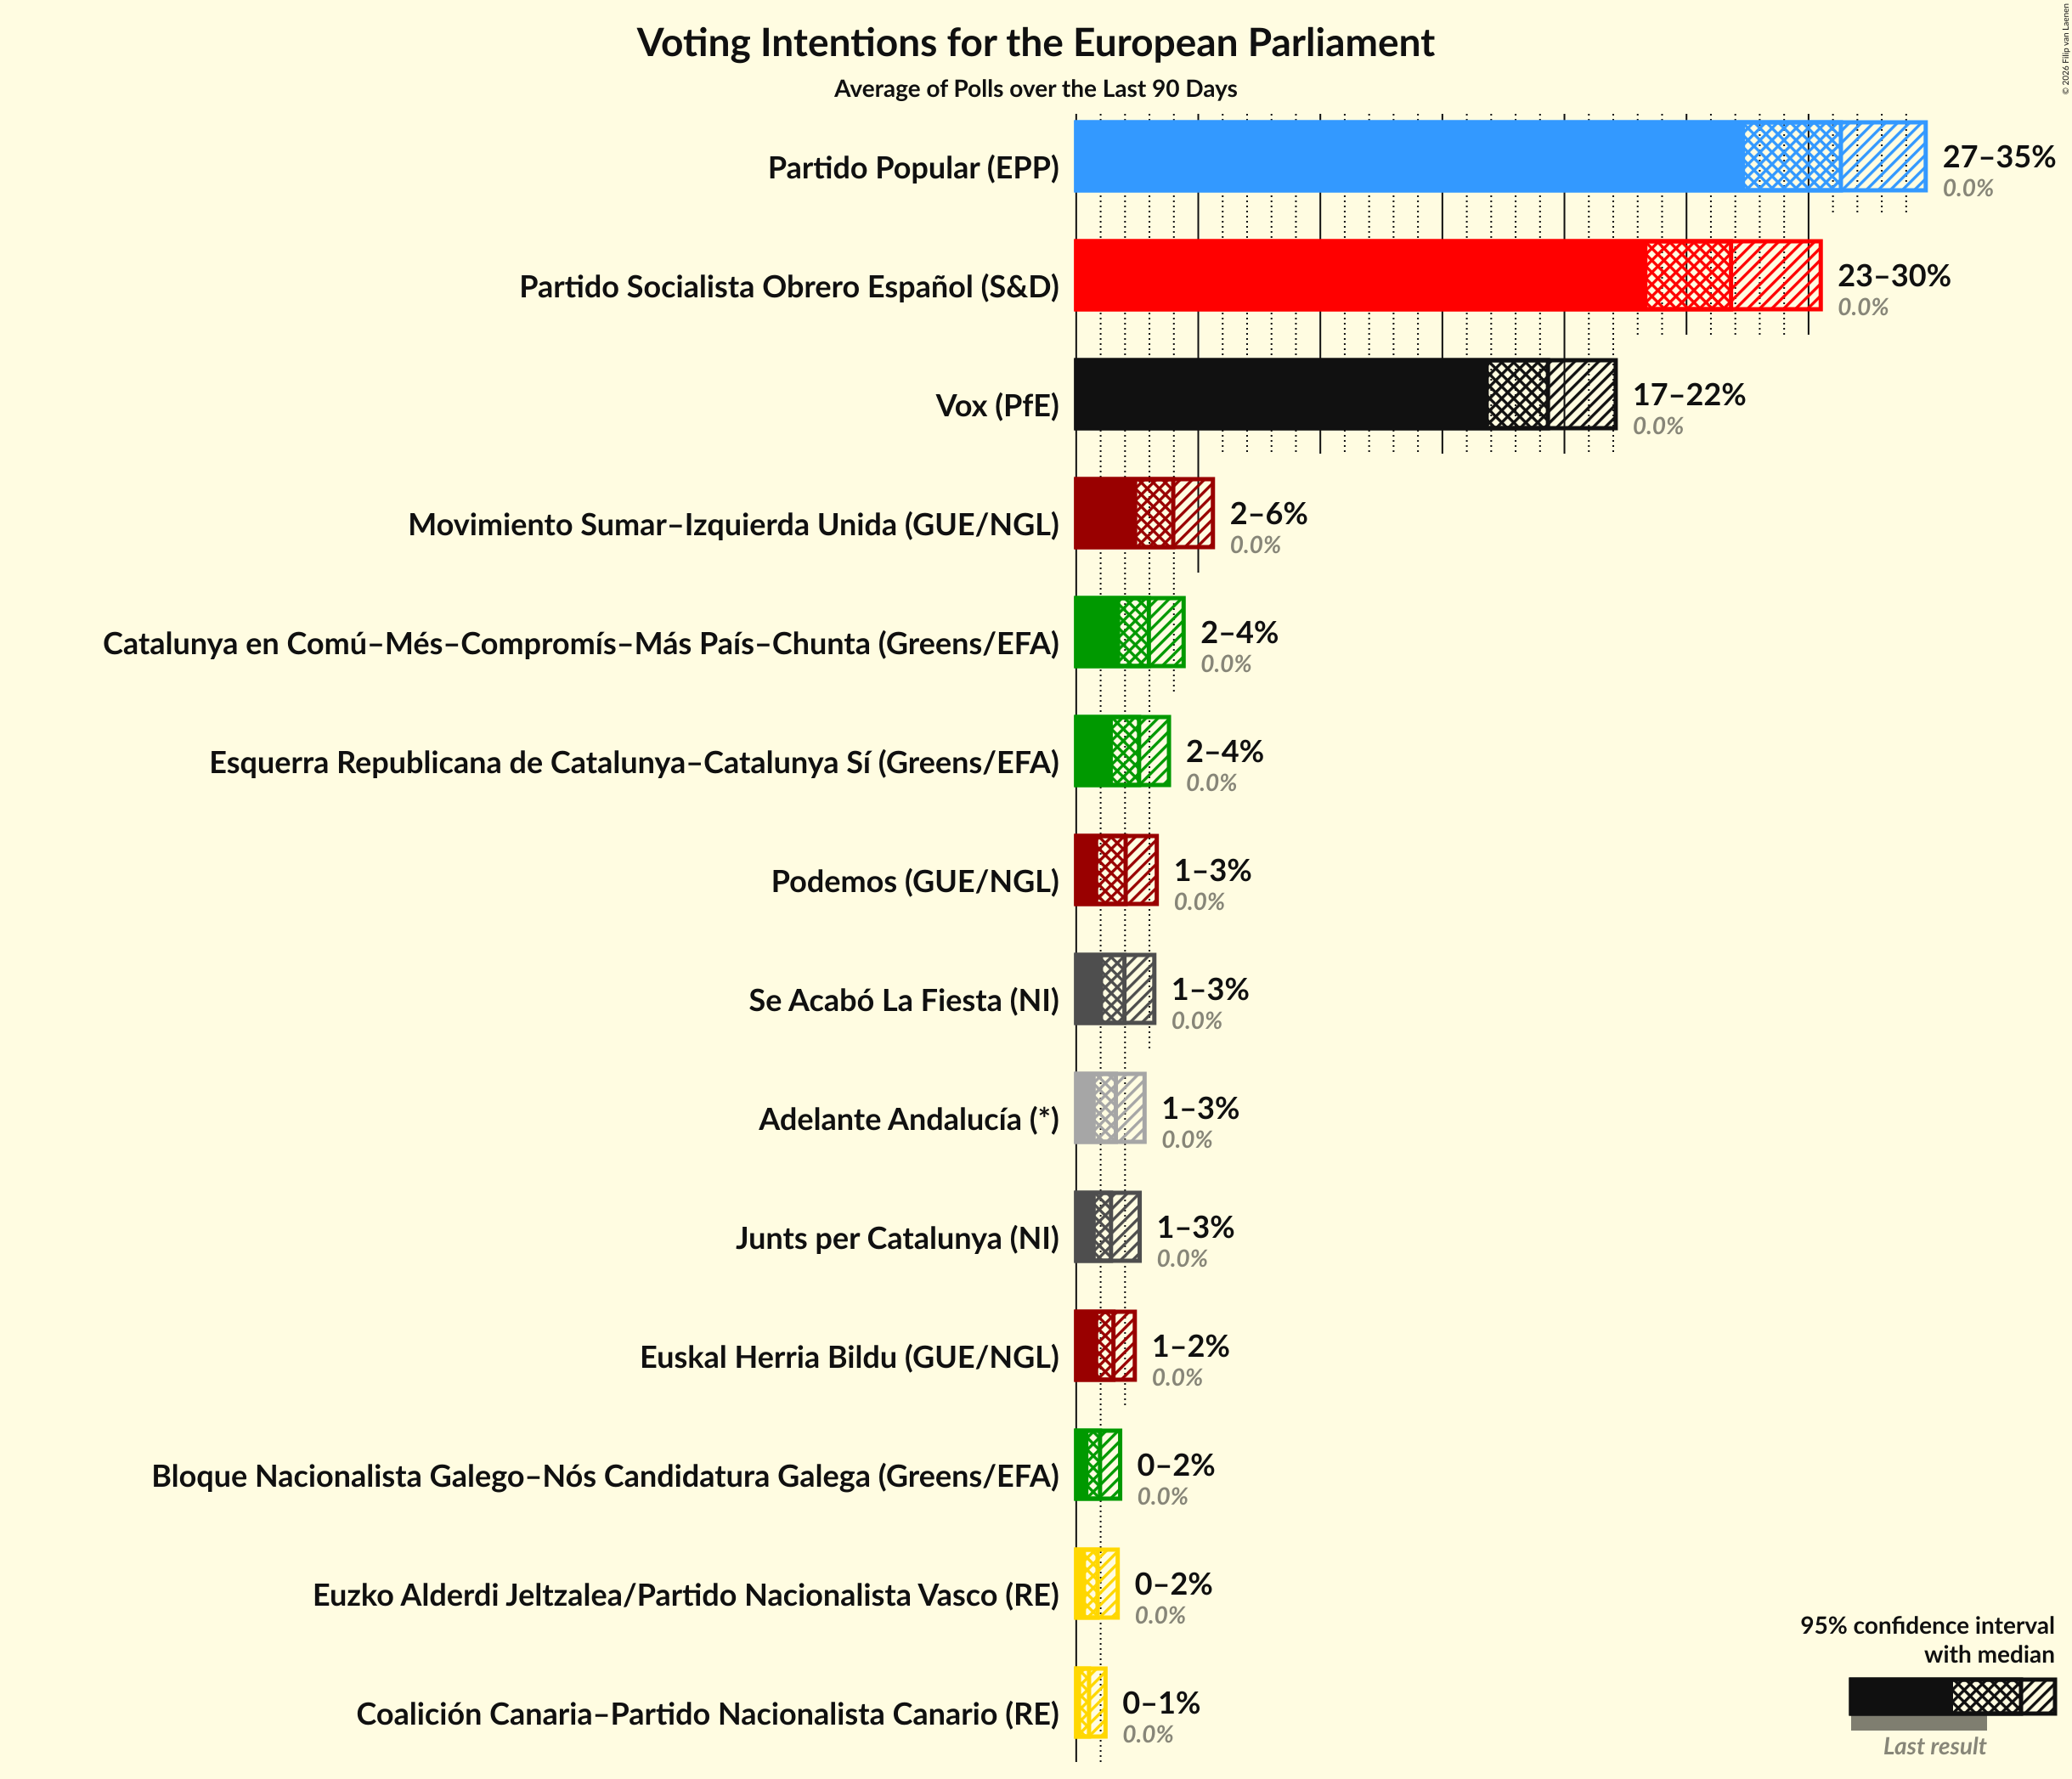 Voting Intentions for the European Parliament
Average of Polls over the Last 90 Days
© 2026 Filip van Laenen
Partido Popular (EPP)
27–35%
0.0%
Partido Socialista Obrero Español (S&D)
23–30%
0.0%
Vox (PfE)
17–22%
0.0%
Movimiento Sumar–Izquierda Unida (GUE/NGL)
2–6%
0.0%
Catalunya en Comú–Més–Compromís–Más País–Chunta (Greens/EFA)
2–4%
0.0%
Esquerra Republicana de Catalunya–Catalunya Sí (Greens/EFA)
2–4%
0.0%
Podemos (GUE/NGL)
1–3%
0.0%
Se Acabó La Fiesta (NI)
1–3%
0.0%
Adelante Andalucía (*)
1–3%
0.0%
Junts per Catalunya (NI)
1–3%
0.0%
Euskal Herria Bildu (GUE/NGL)
1–2%
0.0%
Bloque Nacionalista Galego–Nós Candidatura Galega (Greens/EFA)
0–2%
0.0%
Euzko Alderdi Jeltzalea/Partido Nacionalista Vasco (RE)
0–2%
0.0%
Coalición Canaria–Partido Nacionalista Canario (RE)
0–1%
0.0%
95% confidence interval
with median
Last result